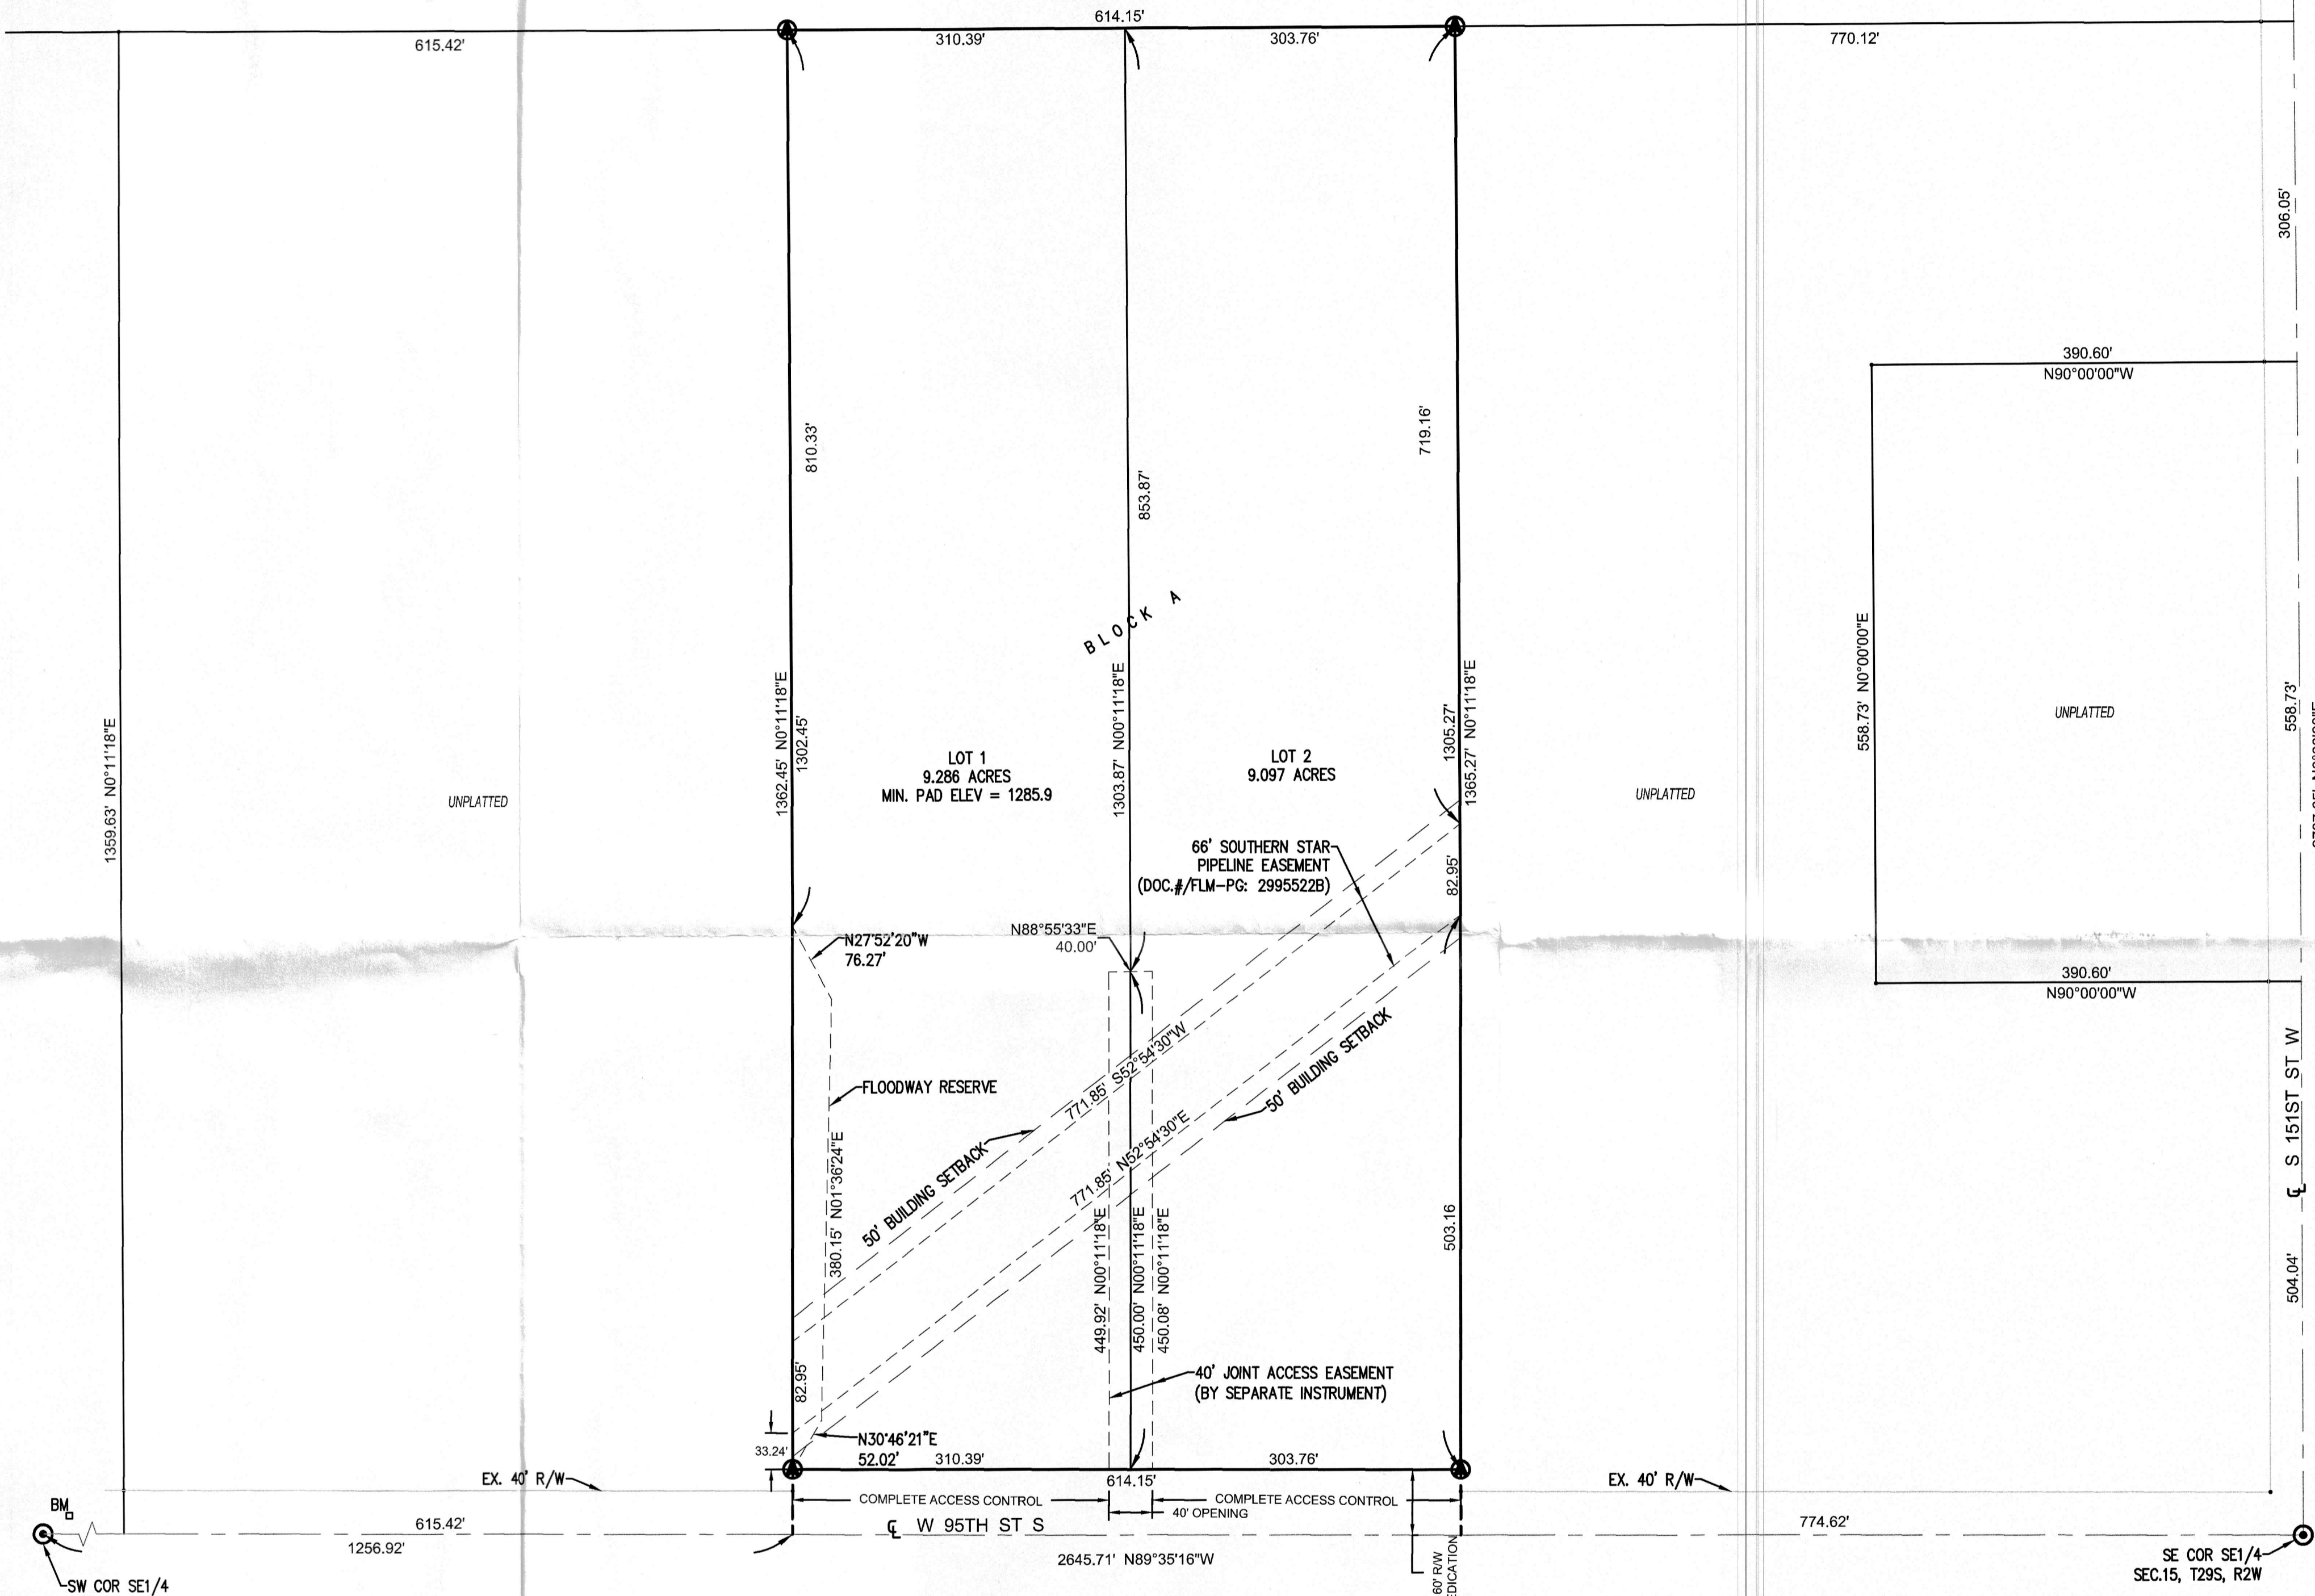 614.15'
615.42'
310.39'
303.76'
770.12'
306.05'
390.60'
N90°00'00"W
810.33'
719.16'
853.87'
BLOCK A
1359.63' N0°11'18"E
1362.45' N0°11'18"E
1302.45'
1303.87' N00°11'18"E
1305.27'
1365.27' N0°11'18"E
558.73' N0°00'00"E
558.73'
UNPLATTED
UNPLATTED
UNPLATTED
LOT 1
9.286 ACRES
MIN. PAD ELEV = 1285.9
LOT 2
9.097 ACRES
66' SOUTHERN STAR
PIPELINE EASEMENT
(DOC.#/FLM-PG: 2995522B)
82.95'
N27°52'20"W
76.27'
N88°55'33"E
40.00'
390.60'
N90°00'00"W
FLOODWAY RESERVE
771.85' S52°54'30"W
50' BUILDING SETBACK
771.85' N52°54'30"E
50' BUILDING SETBACK
380.15' N01°36'24"E
449.92' N00°11'18"E
450.00' N00°11'18"E
450.08' N00°11'18"E
503.16
℄ S 151ST ST W
504.04'
82.95'
40' JOINT ACCESS EASEMENT
(BY SEPARATE INSTRUMENT)
33.24'
N30°46'21"E
52.02'
310.39'
303.76'
614.15'
EX. 40' R/W
EX. 40' R/W
COMPLETE ACCESS CONTROL
COMPLETE ACCESS CONTROL
40' OPENING
BM
615.42'
℄ W 95TH ST S
774.62'
1256.92'
2645.71' N89°35'16"W
60' R/W
SW COR SE1/4
SE COR SE1/4
SEC.15, T29S, R2W